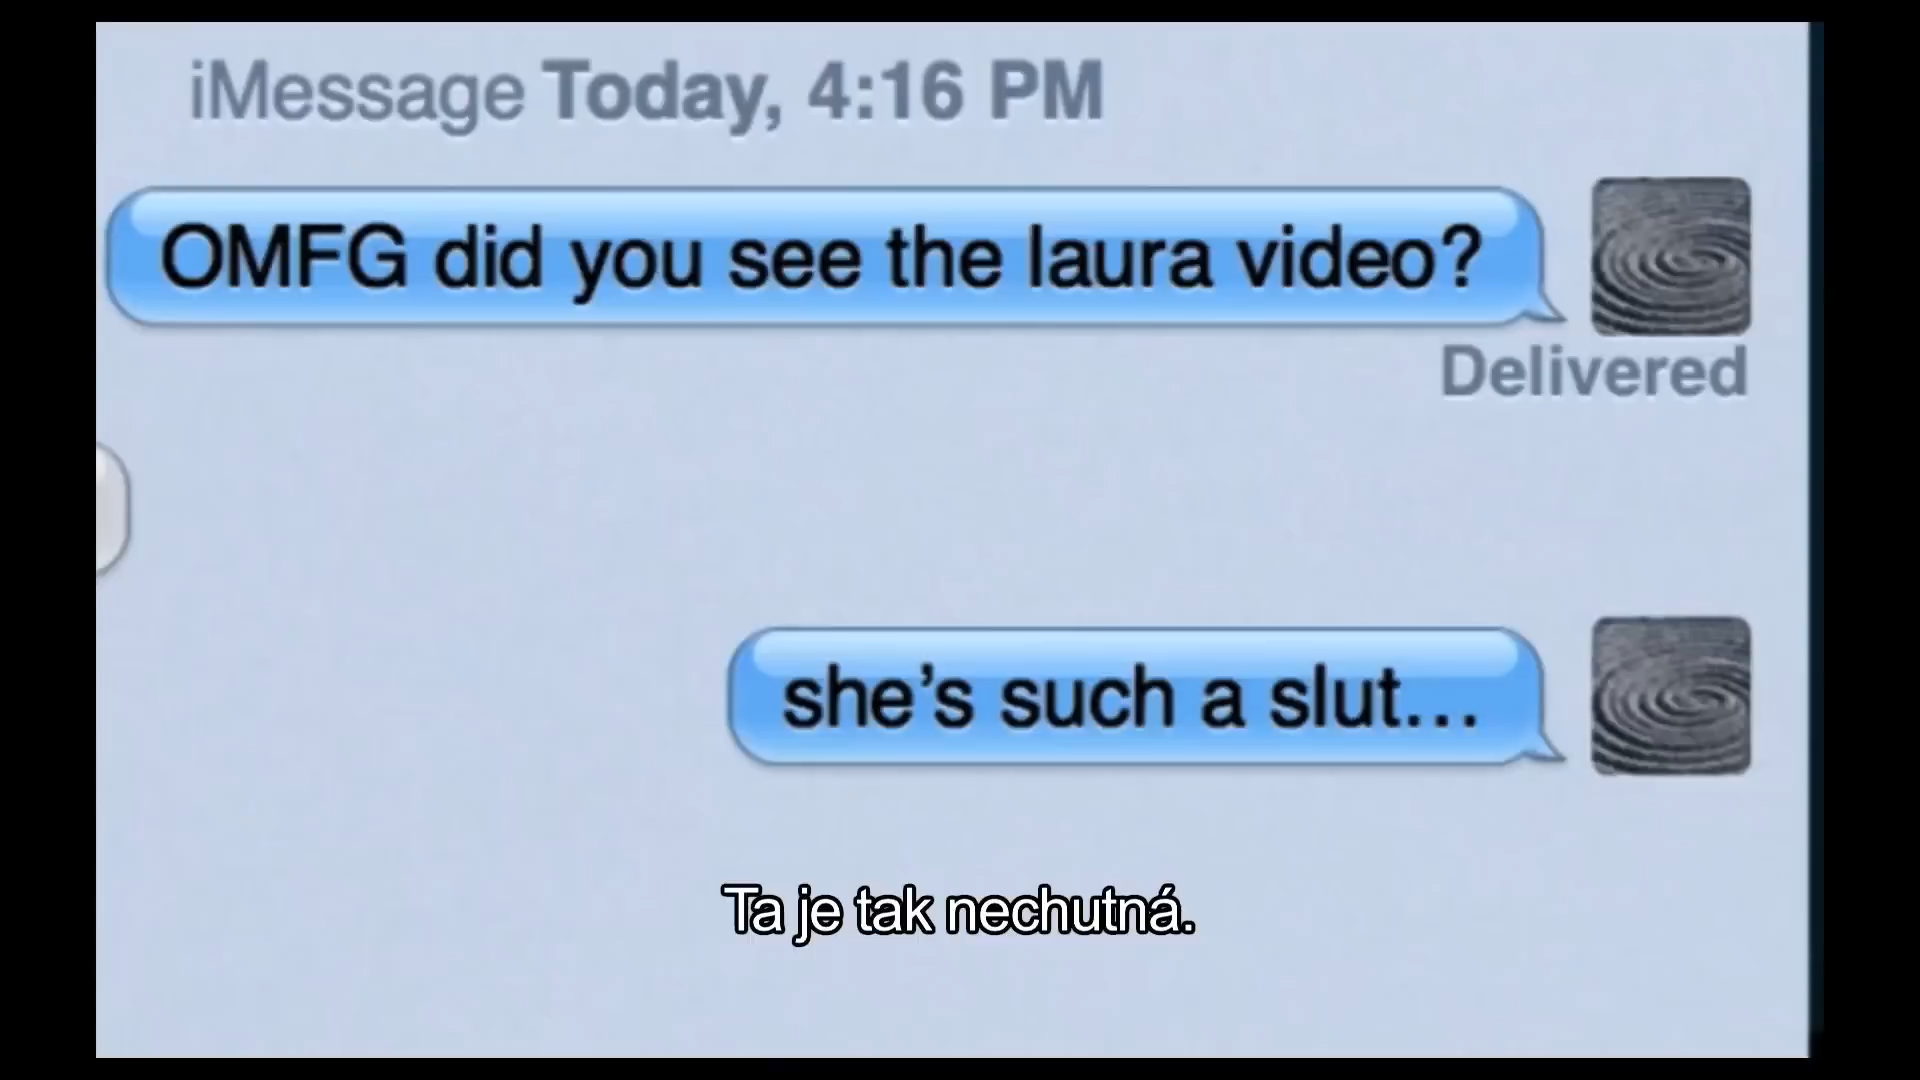 iMessage Today, 4:16 PM
OMFG did you see the laura video?
Delivered
she's such a slut...
Ta je tak nechutná.